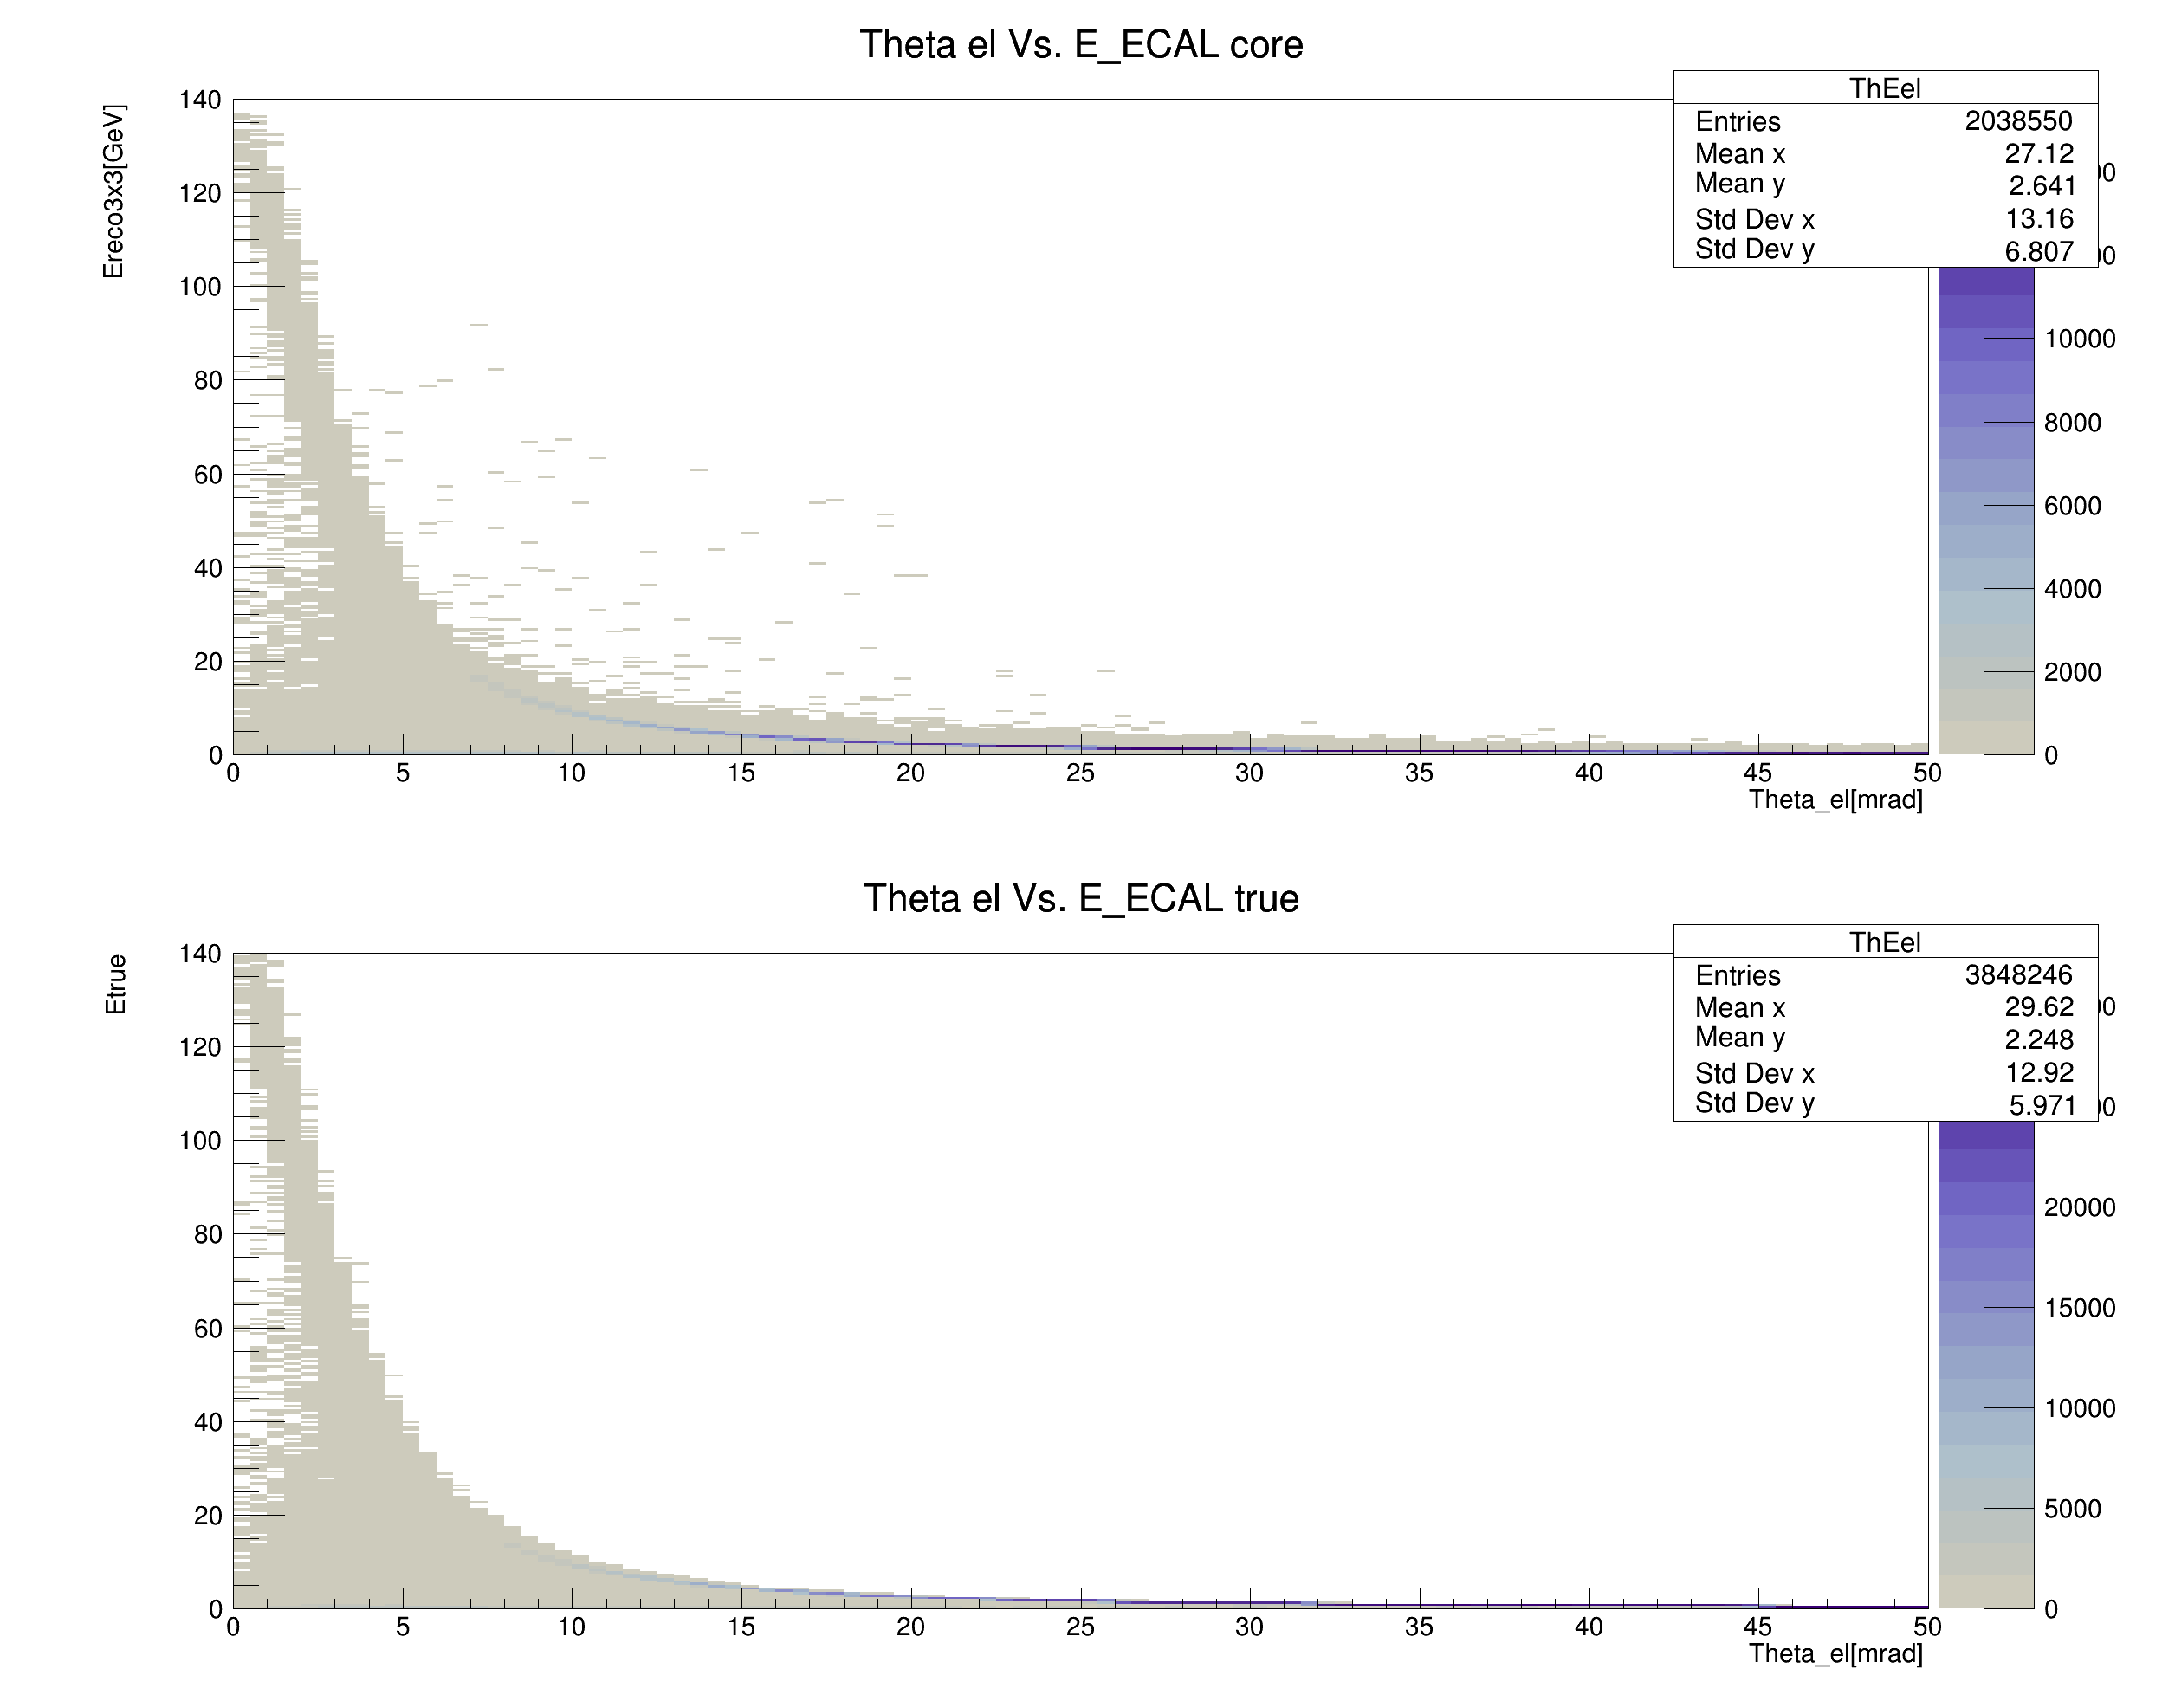 Theta el Vs. E_ECAL core
Ereco3x3[GeV]
ThEel
Entries 2038550
Mean x 27.12
Mean y 2.641
Std Dev x 13.16
Std Dev y 6.807
140
120
100
80
60
40
20
0
0 5 10 15 20 25 30 35 40 45 50
Theta_el[mrad]
10000
8000
6000
4000
2000
0
Theta el Vs. E_ECAL true
Etrue
ThEel
Entries 3848246
Mean x 29.62
Mean y 2.248
Std Dev x 12.92
Std Dev y 5.971
140
120
100
80
60
40
20
0
0 5 10 15 20 25 30 35 40 45 50
Theta_el[mrad]
20000
15000
10000
5000
0